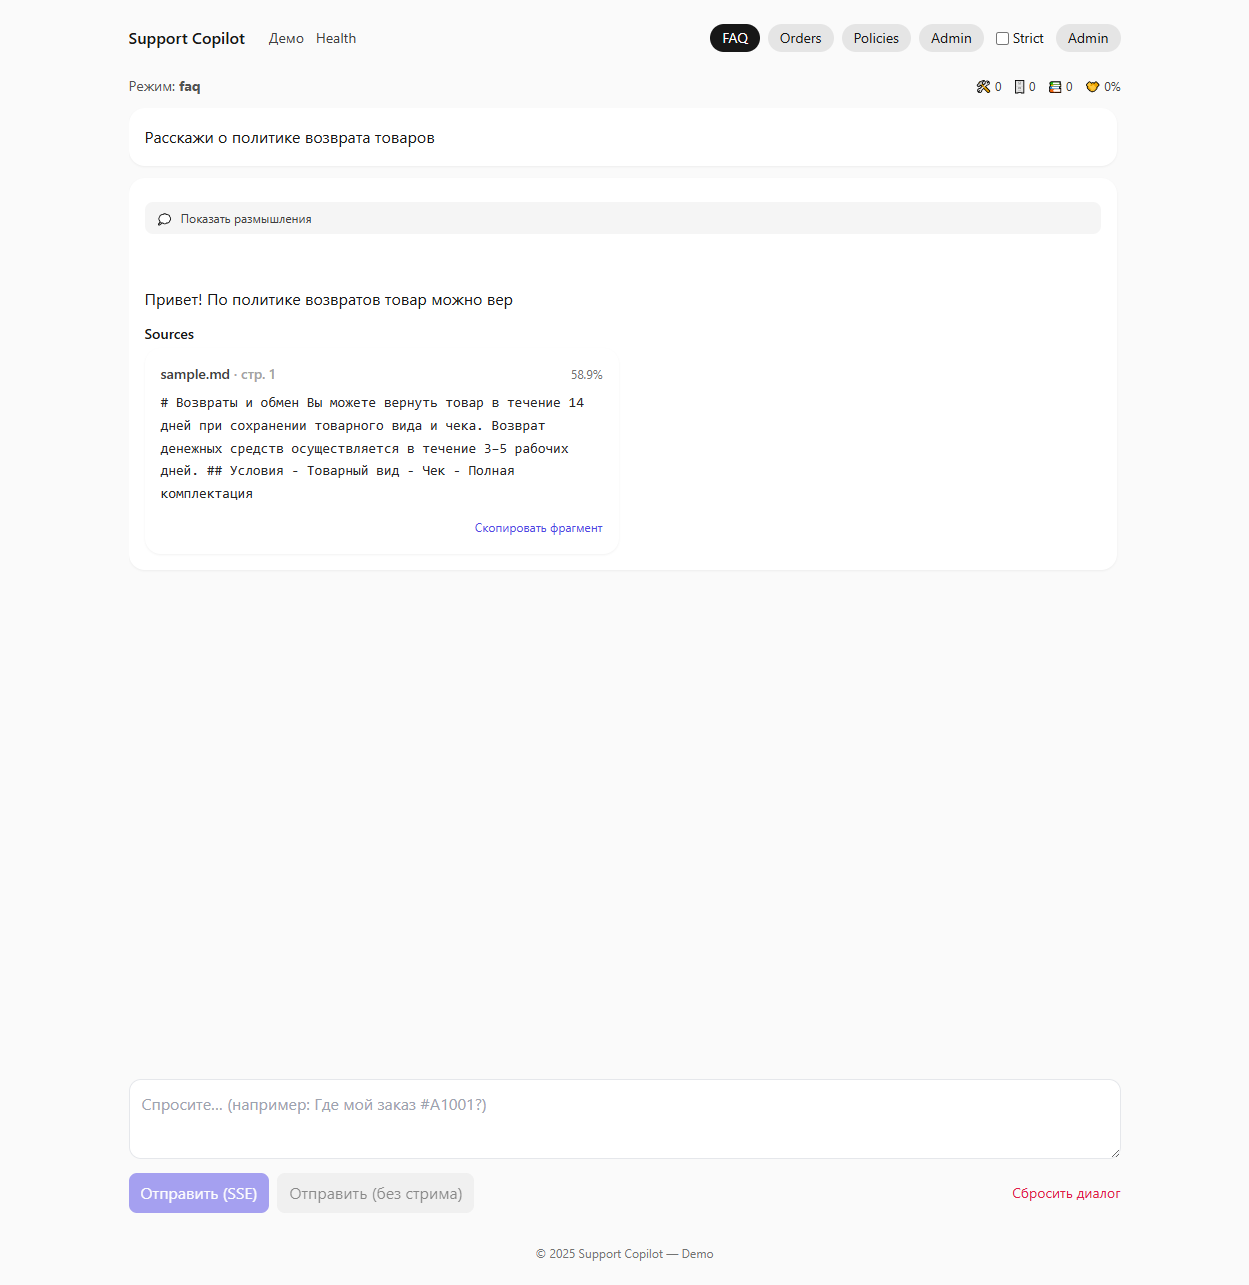 Support Copilot Демо Health FAQ Orders Policies Admin Strict Admin
Режим: faq 0 0 0 0%
Расскажи о политике возврата товаров
Показать размышления
Привет! По политике возвратов товар можно вер
Sources
sample.md · стр. 1 58.9%
# Возвраты и обмен Вы можете вернуть товар в течение 14
дней при сохранении товарного вида и чека. Возврат
денежных средств осуществляется в течение 3–5 рабочих
дней. ## Условия - Товарный вид - Чек - Полная
комплектация
Скопировать фрагмент
Спросите... (например: Где мой заказ #A1001?)
Отправить (SSE) Отправить (без стрима) Сбросить диалог
© 2025 Support Copilot — Demo